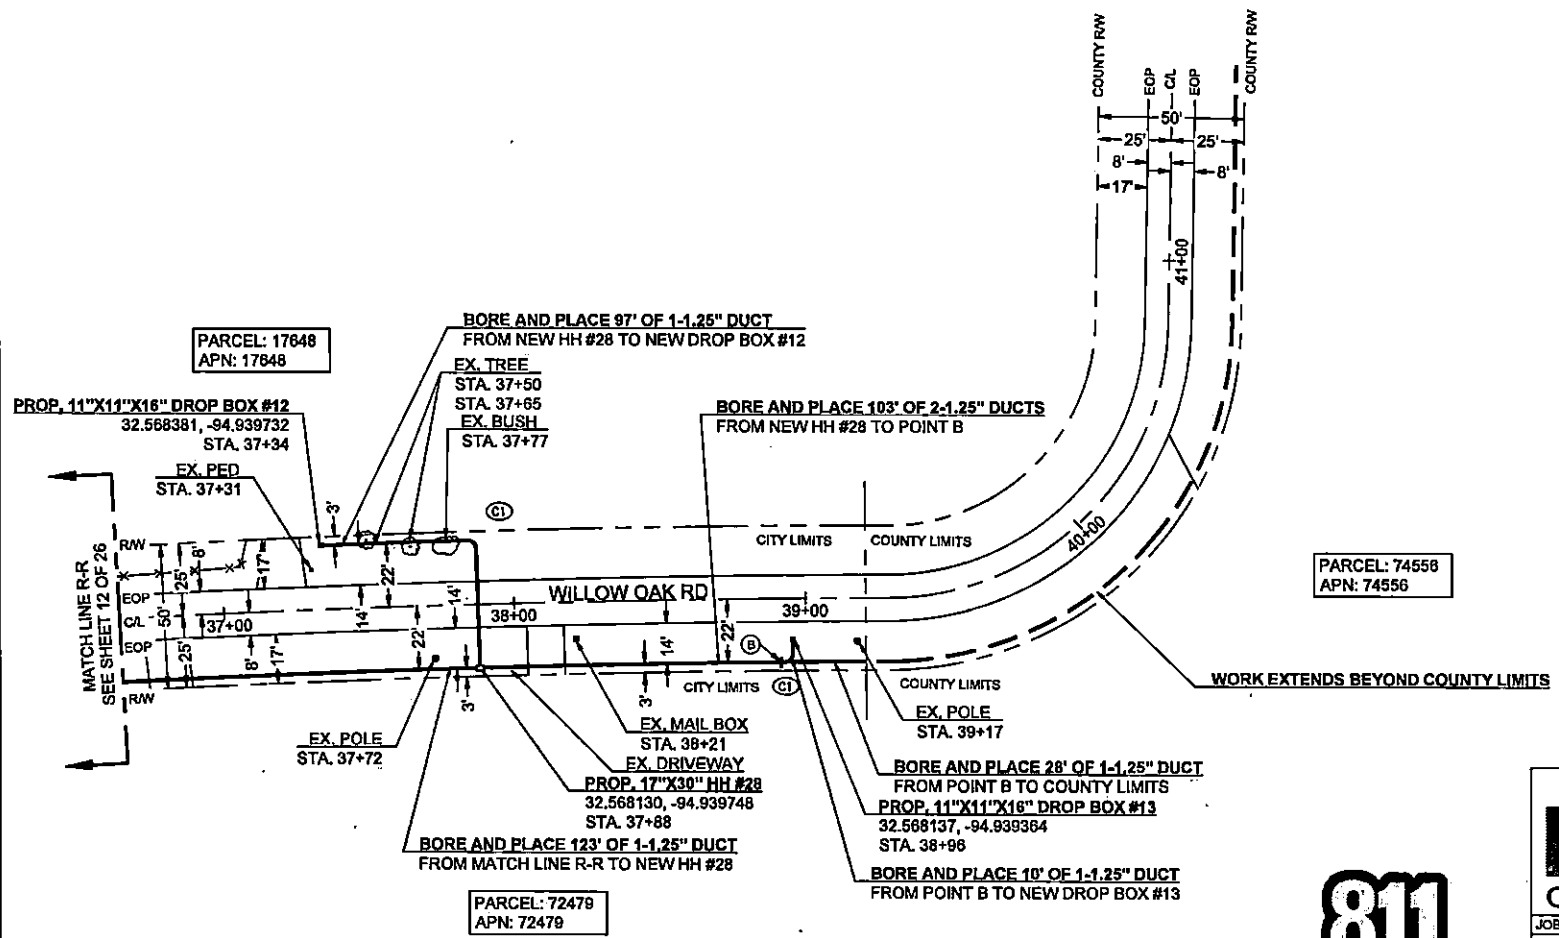 COUNTY R/W
EOP
C/L
EOP
COUNTY R/W
50'
25'
25'
8'
8'
17'
41+00
BORE AND PLACE 97' OF 1-1.25" DUCT
FROM NEW HH #28 TO NEW DROP BOX #12
PARCEL: 17648
APN: 17648
EX. TREE
STA. 37+50
STA. 37+65
EX. BUSH
STA. 37+77
PROP. 11"X11"X16" DROP BOX #12
32.568381, -94.939732
STA. 37+34
EX. PED
STA. 37+31
BORE AND PLACE 103' OF 2-1.25" DUCTS
FROM NEW HH #28 TO POINT B
MATCH LINE R-R
SEE SHEET 12 OF 26
R/W
EOP
C/L
EOP
R/W
25'
8'
17'
50'
25'
8'
17'
3'
22'
14'
14'
22'
3'
C1
CITY LIMITS
COUNTY LIMITS
40+00
WILLOW OAK RD
37+00
38+00
39+00
14'
22'
3'
B
C1
CITY LIMITS
COUNTY LIMITS
PARCEL: 74556
APN: 74556
WORK EXTENDS BEYOND COUNTY LIMITS
EX. POLE
STA. 37+72
EX. MAIL BOX
STA. 38+21
EX. DRIVEWAY
PROP. 17"X30" HH #28
32.568130, -94.939748
STA. 37+88
BORE AND PLACE 123' OF 1-1.25" DUCT
FROM MATCH LINE R-R TO NEW HH #28
EX. POLE
STA. 39+17
BORE AND PLACE 28' OF 1-1.25" DUCT
FROM POINT B TO COUNTY LIMITS
PROP. 11"X11"X16" DROP BOX #13
32.568137, -94.939364
STA. 38+96
BORE AND PLACE 10' OF 1-1.25" DUCT
FROM POINT B TO NEW DROP BOX #13
PARCEL: 72479
APN: 72479
811
JOB